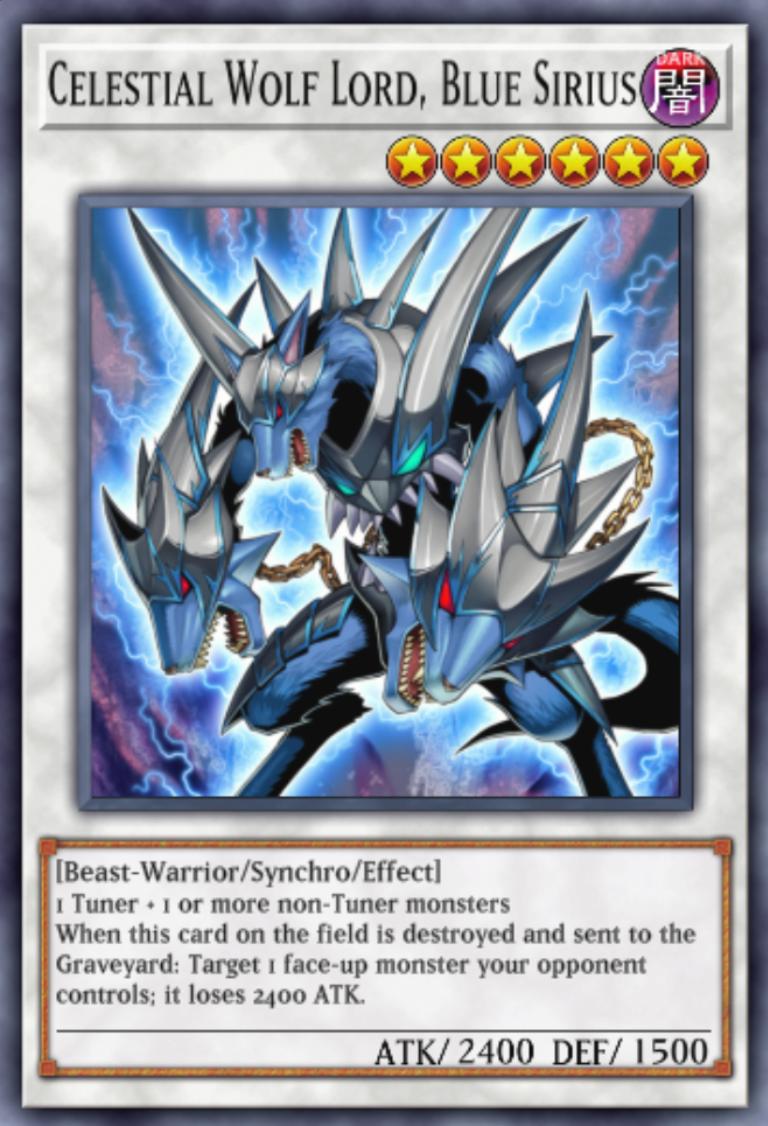 CELESTIAL WOLF LORD, BLUE SIRIUS
DARK
闇
[Beast-Warrior/Synchro/Effect]
1 Tuner + 1 or more non-Tuner monsters
When this card on the field is destroyed and sent to the
Graveyard: Target 1 face-up monster your opponent
controls; it loses 2400 ATK.
ATK/ 2400 DEF/ 1500